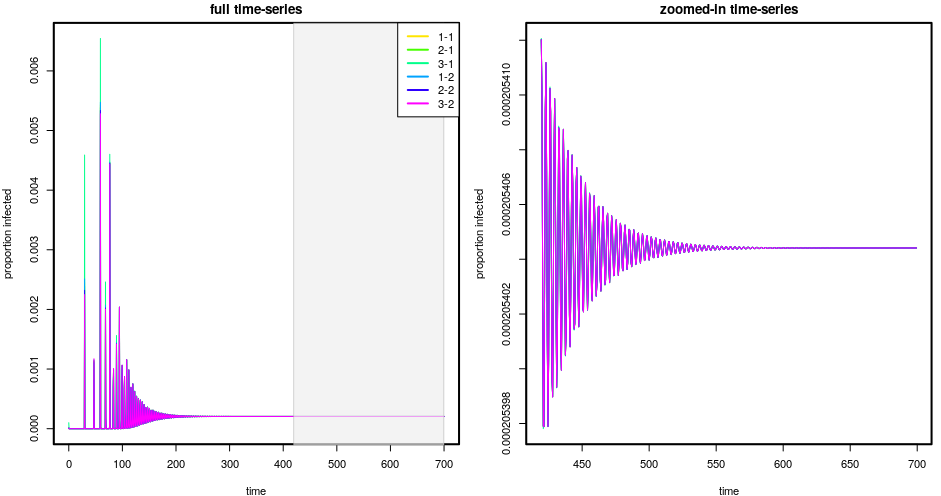 full time-series
proportion infected
0.006
0.005
0.004
0.003
0.002
0.001
0.000
1-1
2-1
3-1
1-2
2-2
3-2
0 100 200 300 400 500 600 700
time
zoomed-in time-series
proportion infected
0.000205410
0.000205406
0.000205402
0.000205398
450 500 550 600 650 700
time